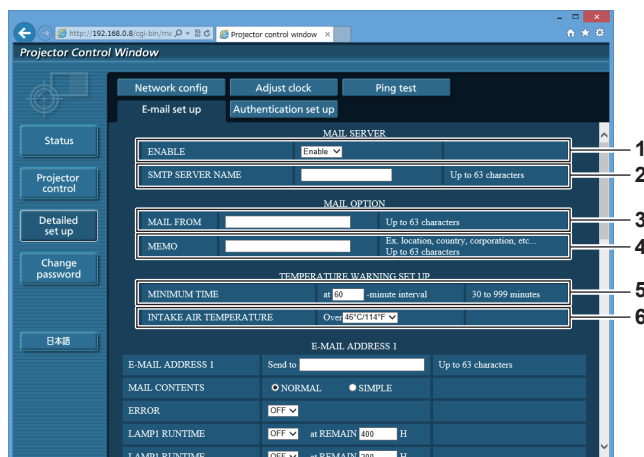 http://192.168.0.8/cgi-bin/ma
Projector control window
Projector Control Window
Network config Adjust clock Ping test
E-mail set up Authentication set up
Status
Projector control
Detailed set up
Change password
日本語
MAIL SERVER
ENABLE Enable 1
SMTP SERVER NAME Up to 63 characters 2
MAIL OPTION
MAIL FROM Up to 63 characters 3
MEMO Ex. location, country, corporation, etc... 4
Up to 63 characters
TEMPERATURE WARNING SET UP
MINIMUM TIME at 60 -minute interval 30 to 999 minutes 5
INTAKE AIR TEMPERATURE Over 46°C/114°F 6
E-MAIL ADDRESS 1
E-MAIL ADDRESS 1 Send to Up to 63 characters
MAIL CONTENTS NORMAL SIMPLE
ERROR OFF
LAMP1 RUNTIME OFF at REMAIN 400 H
LAMP1 RUNTIME OFF at REMAIN 200 H